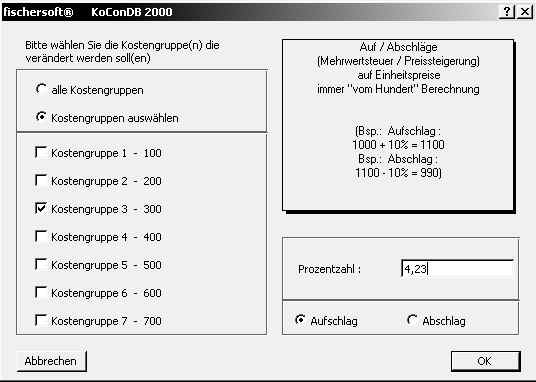 fischersoft® KoConDB 2000
Bitte wählen Sie die Kostengruppe(n) die
verändert werden soll(en)
alle Kostengruppen
Kostengruppen auswählen
Kostengruppe 1 - 100
Kostengruppe 2 - 200
Kostengruppe 3 - 300
Kostengruppe 4 - 400
Kostengruppe 5 - 500
Kostengruppe 6 - 600
Kostengruppe 7 - 700
Auf / Abschläge
(Mehrwertsteuer / Preissteigerung)
auf Einheitspreise
immer "vom Hundert" Berechnung
(Bsp.: Aufschlag :
1000 + 10% = 1100
Bsp.: Abschlag :
1100 - 10% = 990)
Prozentzahl : 4,23
Aufschlag Abschlag
Abbrechen OK